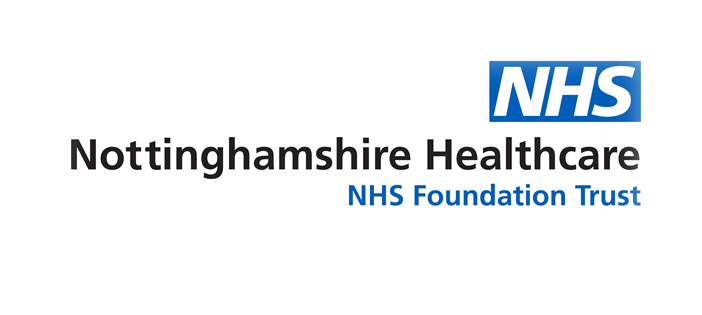 NHS
Nottinghamshire Healthcare
NHS Foundation Trust